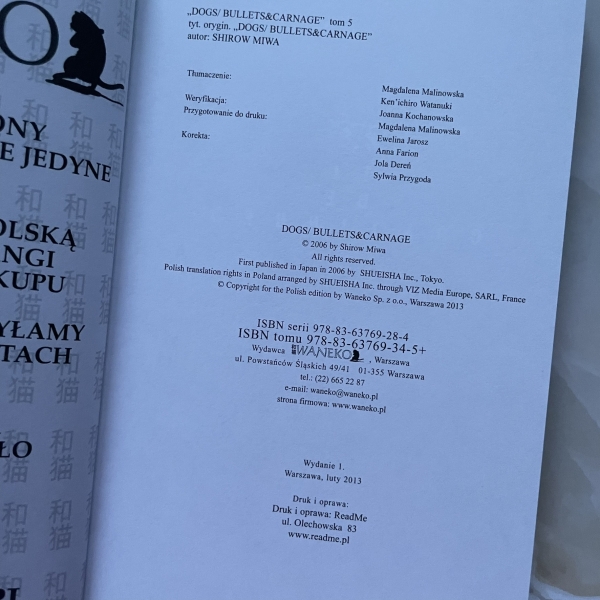 O
ONY
E JEDYNE
OLSKĄ
NGI
KUPU
YŁAMY
TACH
ŁO
„DOGS/ BULLETS&CARNAGE” tom 5
tyt. orygin. „DOGS/ BULLETS&CARNAGE”
autor: SHIROW MIWA
Tłumaczenie:
Magdalena Malinowska
Ken’ichiro Watanuki
Weryfikacja:
Joanna Kochanowska
Przygotowanie do druku:
Magdalena Malinowska
Ewelina Jarosz
Korekta:
Anna Farion
Jola Dereń
Sylwia Przygoda
DOGS/ BULLETS&CARNAGE
© 2006 by Shirow Miwa
All rights reserved.
First published in Japan in 2006 by SHUEISHA Inc., Tokyo.
Polish translation rights in Poland arranged by SHUEISHA Inc. through VIZ Media Europe, SARL, France
© Copyright for the Polish edition by Waneko Sp. z o.o., Warszawa 2013
ISBN serii 978-83-63769-28-4
ISBN tomu 978-83-63769-34-5+
Wydawca WANEKO, Warszawa
ul. Powstańców Śląskich 49/41 01-355 Warszawa
tel.: (22) 665 22 87
e-mail: waneko@waneko.pl
strona firmowa: www.waneko.pl
Wydanie 1.
Warszawa, luty 2013
Druk i oprawa:
Druk i oprawa: ReadMe
ul. Olechowska 83
www.readme.pl
和猫
和猫
和猫
和猫
和猫
和猫